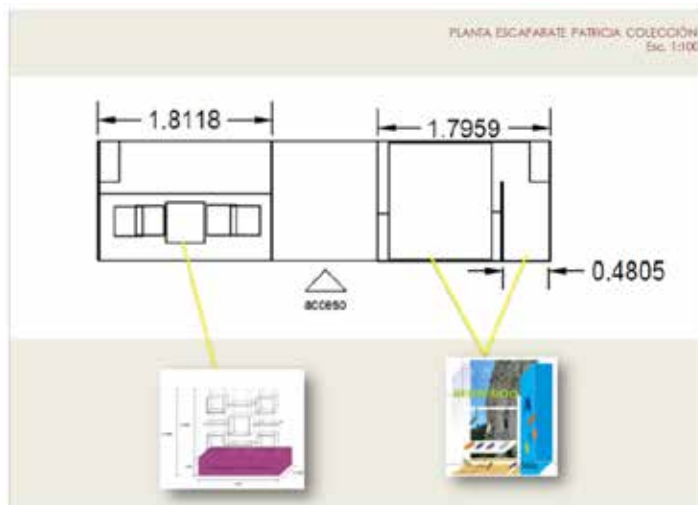 PLANTA ESCAPARATE PATRICIA COLECCIÓN
Esc. 1:100
1.8118
1.7959
0.4805
acceso